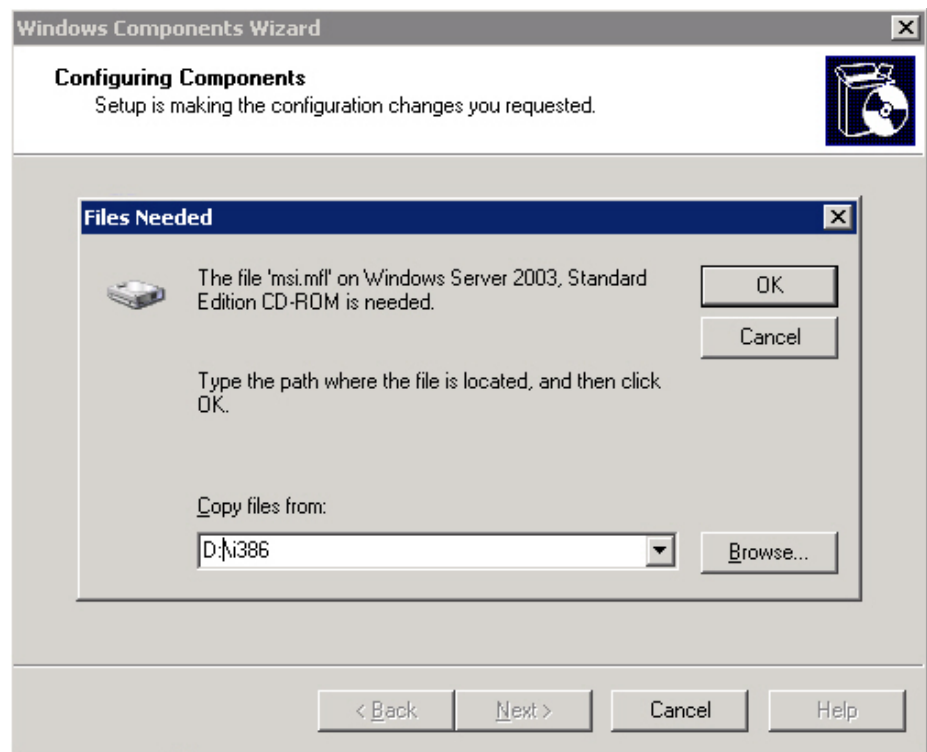 Windows Components Wizard
Configuring Components
Setup is making the configuration changes you requested.
Files Needed
The file 'msi.mfl' on Windows Server 2003, Standard
Edition CD-ROM is needed.
OK
Cancel
Type the path where the file is located, and then click
OK.
Copy files from:
D:\i386
Browse...
< Back
Next >
Cancel
Help